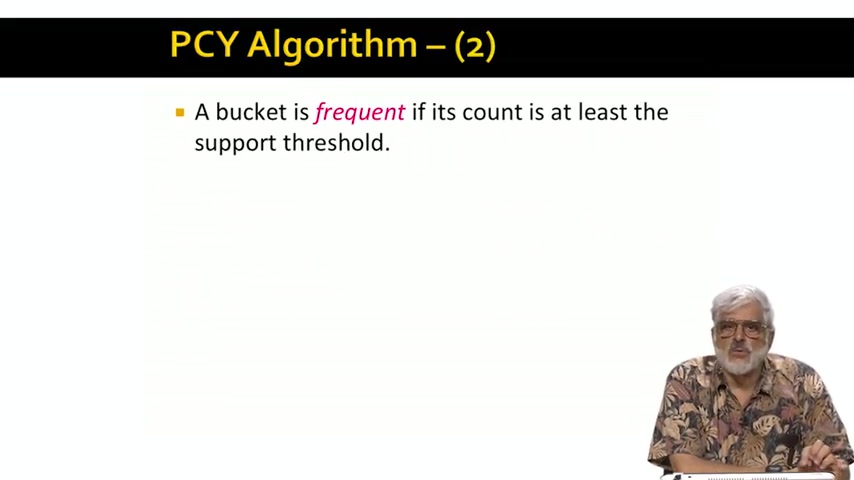 PCY Algorithm – (2)
A bucket is frequent if its count is at least the
support threshold.